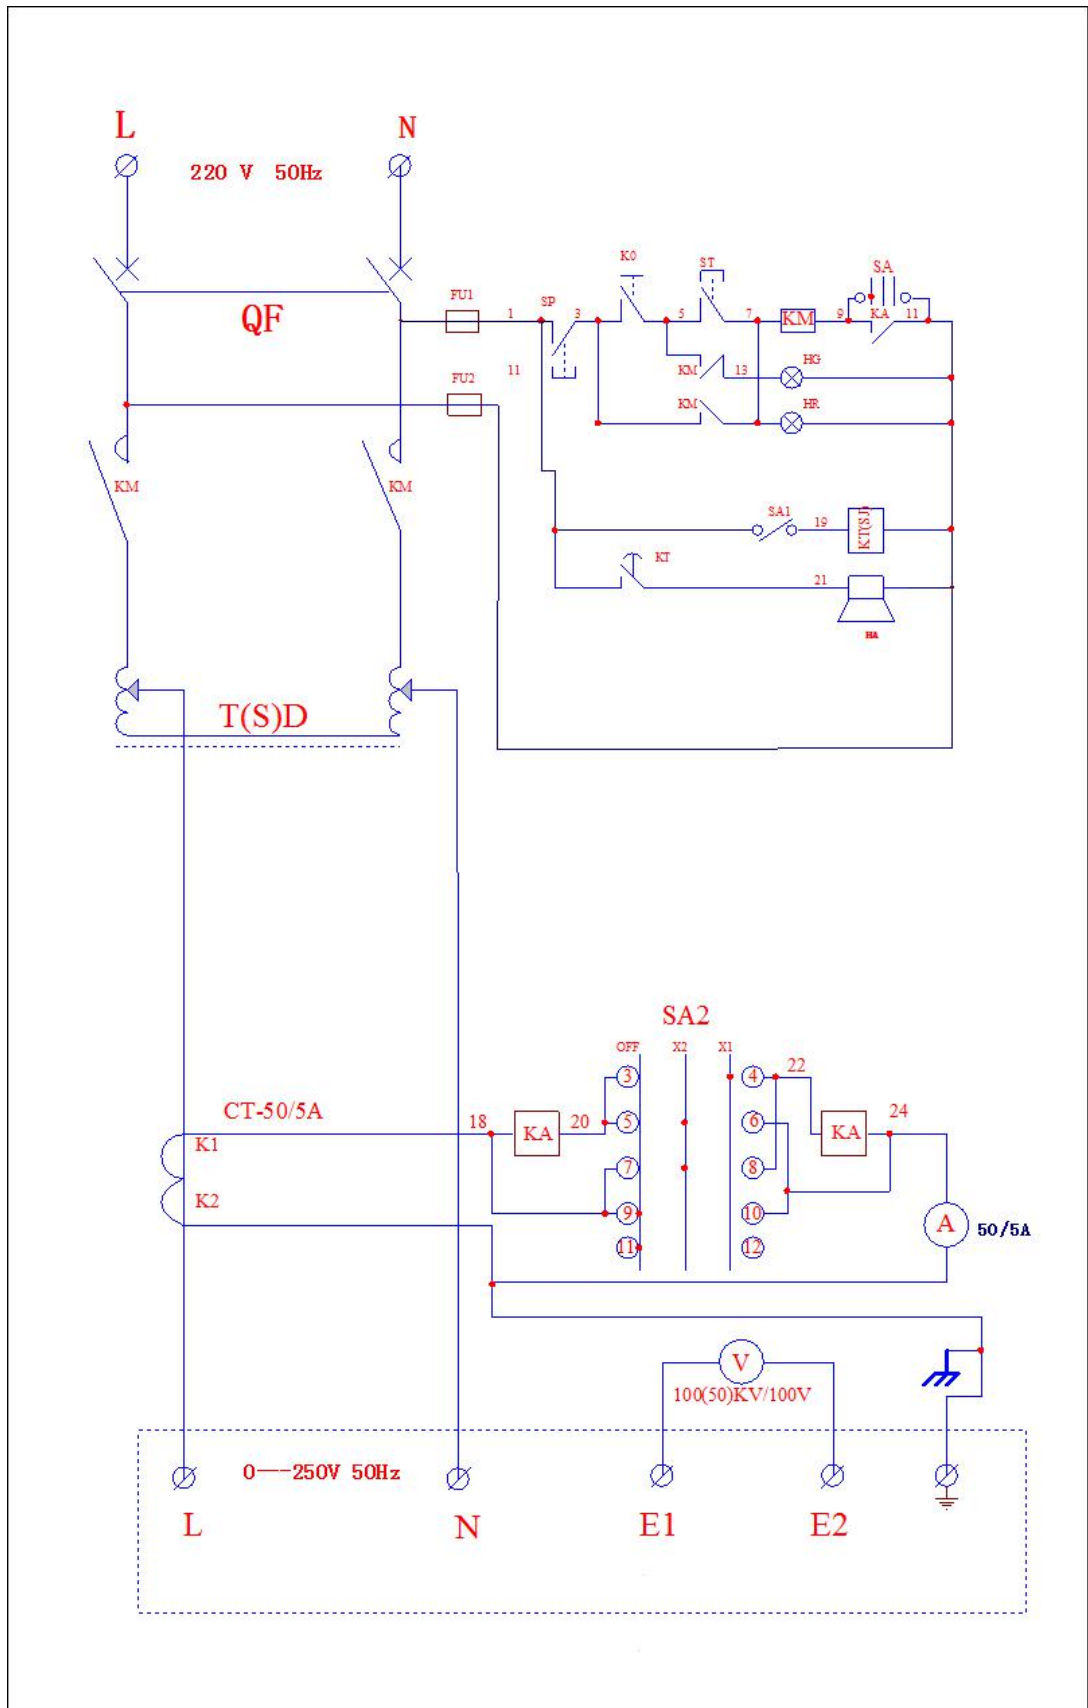 L
N
220 V 50Hz
QF
FU1
1
SP
3
K0
5
ST
7
KM
9
SA
KA
11
11
FU2
KM
13
HG
KM
HR
KM
KM
SA1
19
KT(SJ)
KT
21
HA
T(S)D
SA2
OFF
X2
X1
3
4
22
CT-50/5A
18
KA
20
5
6
KA
24
K1
7
8
K2
9
10
A
50/5A
11
12
V
100(50)KV/100V
0---250V 50Hz
L
N
E1
E2